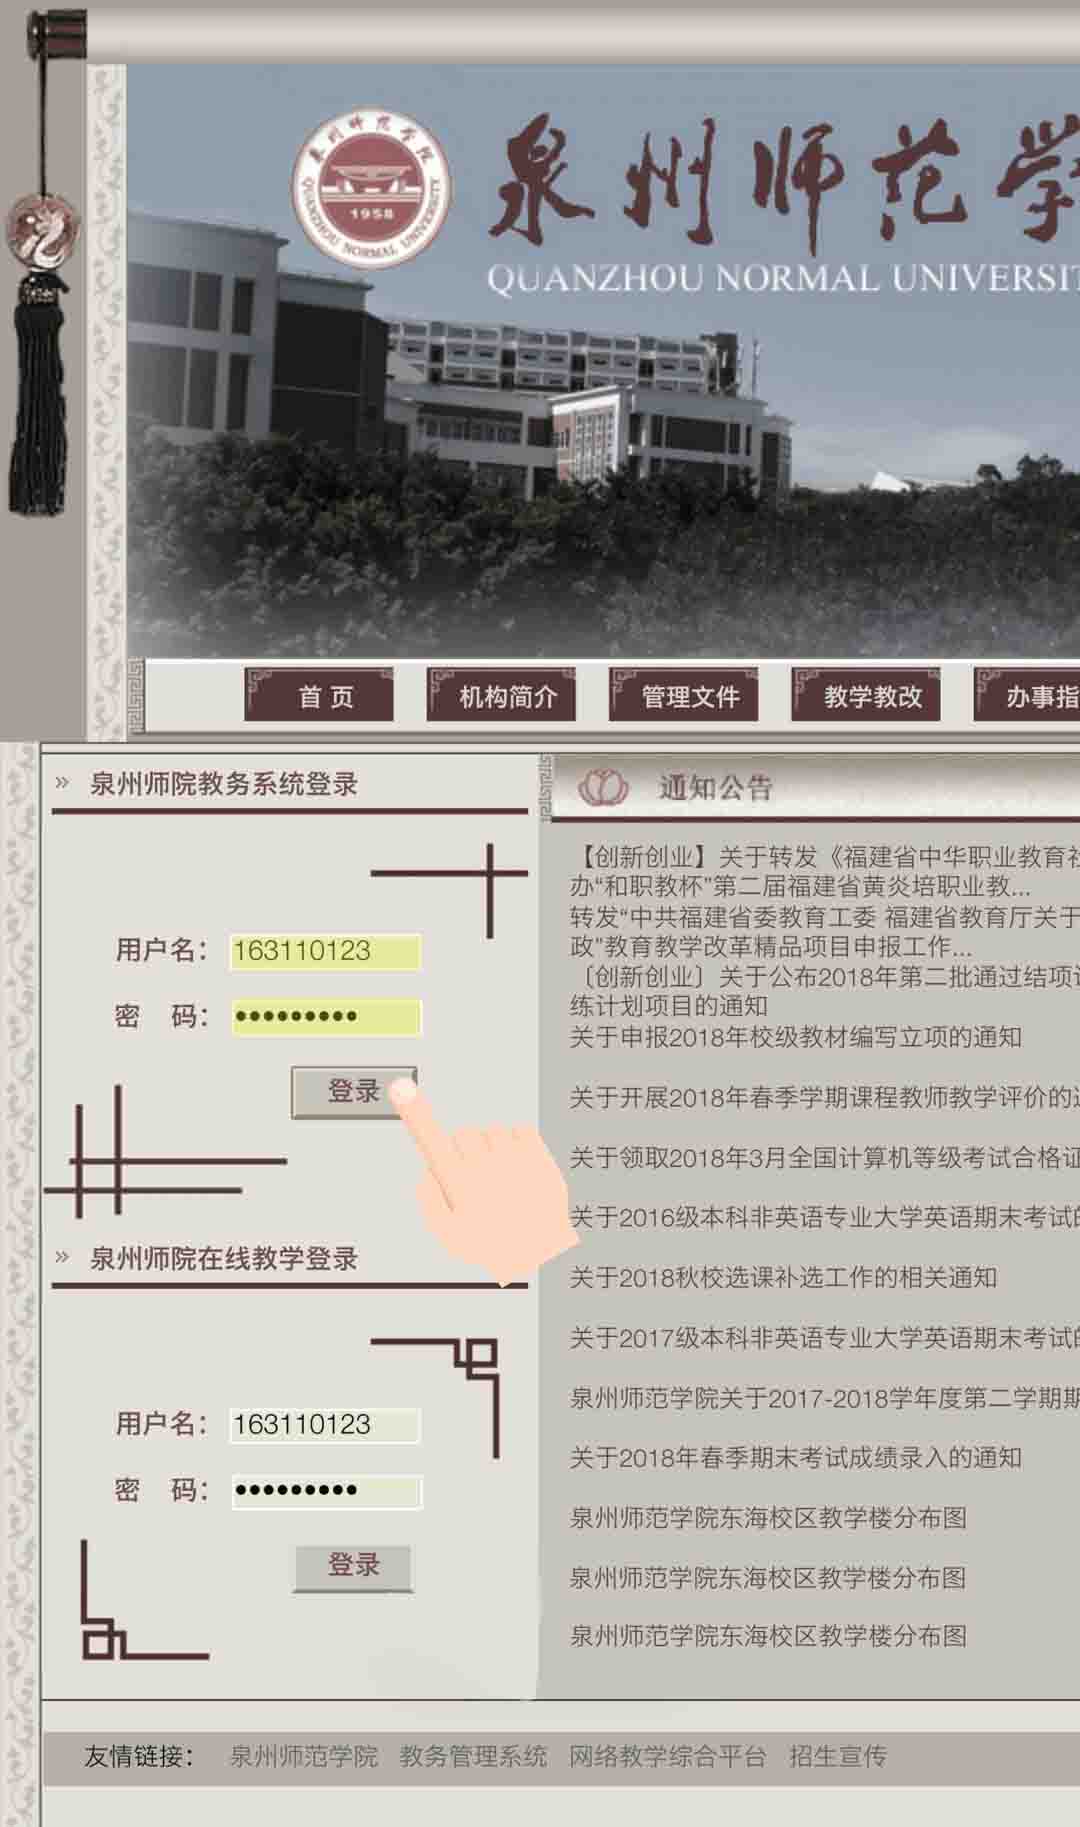 泉州师范学院
QUANZHOU NORMAL UNIVERSITY
1958
泉州师范学
QUANZHOU NORMAL UNIVERSIT
首 页
机构简介
管理文件
教学教改
办事指
» 泉州师院教务系统登录
用户名： 163110123
密 码： •••••••••
登录
» 泉州师院在线教学登录
用户名： 163110123
密 码： •••••••••
登录
通知公告
【创新创业】关于转发《福建省中华职业教育社
办“和职教杯”第二届福建省黄炎培职业教...
转发“中共福建省委教育工委 福建省教育厅关于
政”教育教学改革精品项目申报工作...
〔创新创业〕关于公布2018年第二批通过结项
练计划项目的通知
关于申报2018年校级教材编写立项的通知
关于开展2018年春季学期课程教师教学评价的
关于领取2018年3月全国计算机等级考试合格证
关于2016级本科非英语专业大学英语期末考试的
关于2018秋校选课补选工作的相关通知
关于2017级本科非英语专业大学英语期末考试的
泉州师范学院关于2017-2018学年度第二学期期
关于2018年春季期末考试成绩录入的通知
泉州师范学院东海校区教学楼分布图
泉州师范学院东海校区教学楼分布图
泉州师范学院东海校区教学楼分布图
友情链接： 泉州师范学院 教务管理系统 网络教学综合平台 招生宣传